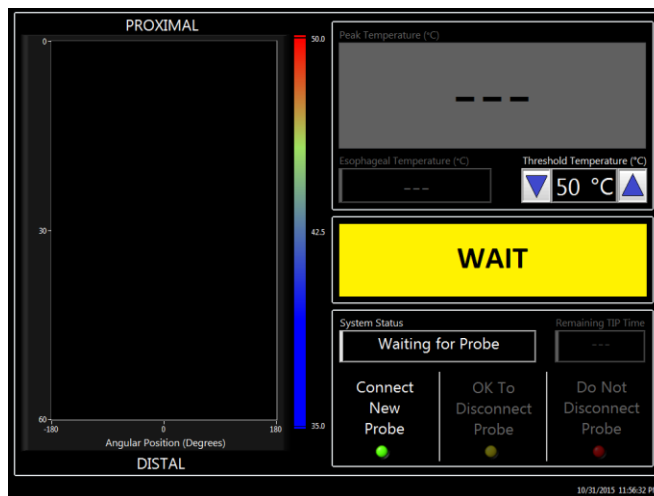 PROXIMAL
0
30
60
-180
0
180
Angular Position (Degrees)
DISTAL
50.0
42.5
35.0
Peak Temperature (°C)
---
Esophageal Temperature (°C)
---
Threshold Temperature (°C)
50 °C
WAIT
System Status
Waiting for Probe
Remaining TIP Time
---
Connect
New
Probe
OK To
Disconnect
Probe
Do Not
Disconnect
Probe
10/31/2015 11:56:32 P